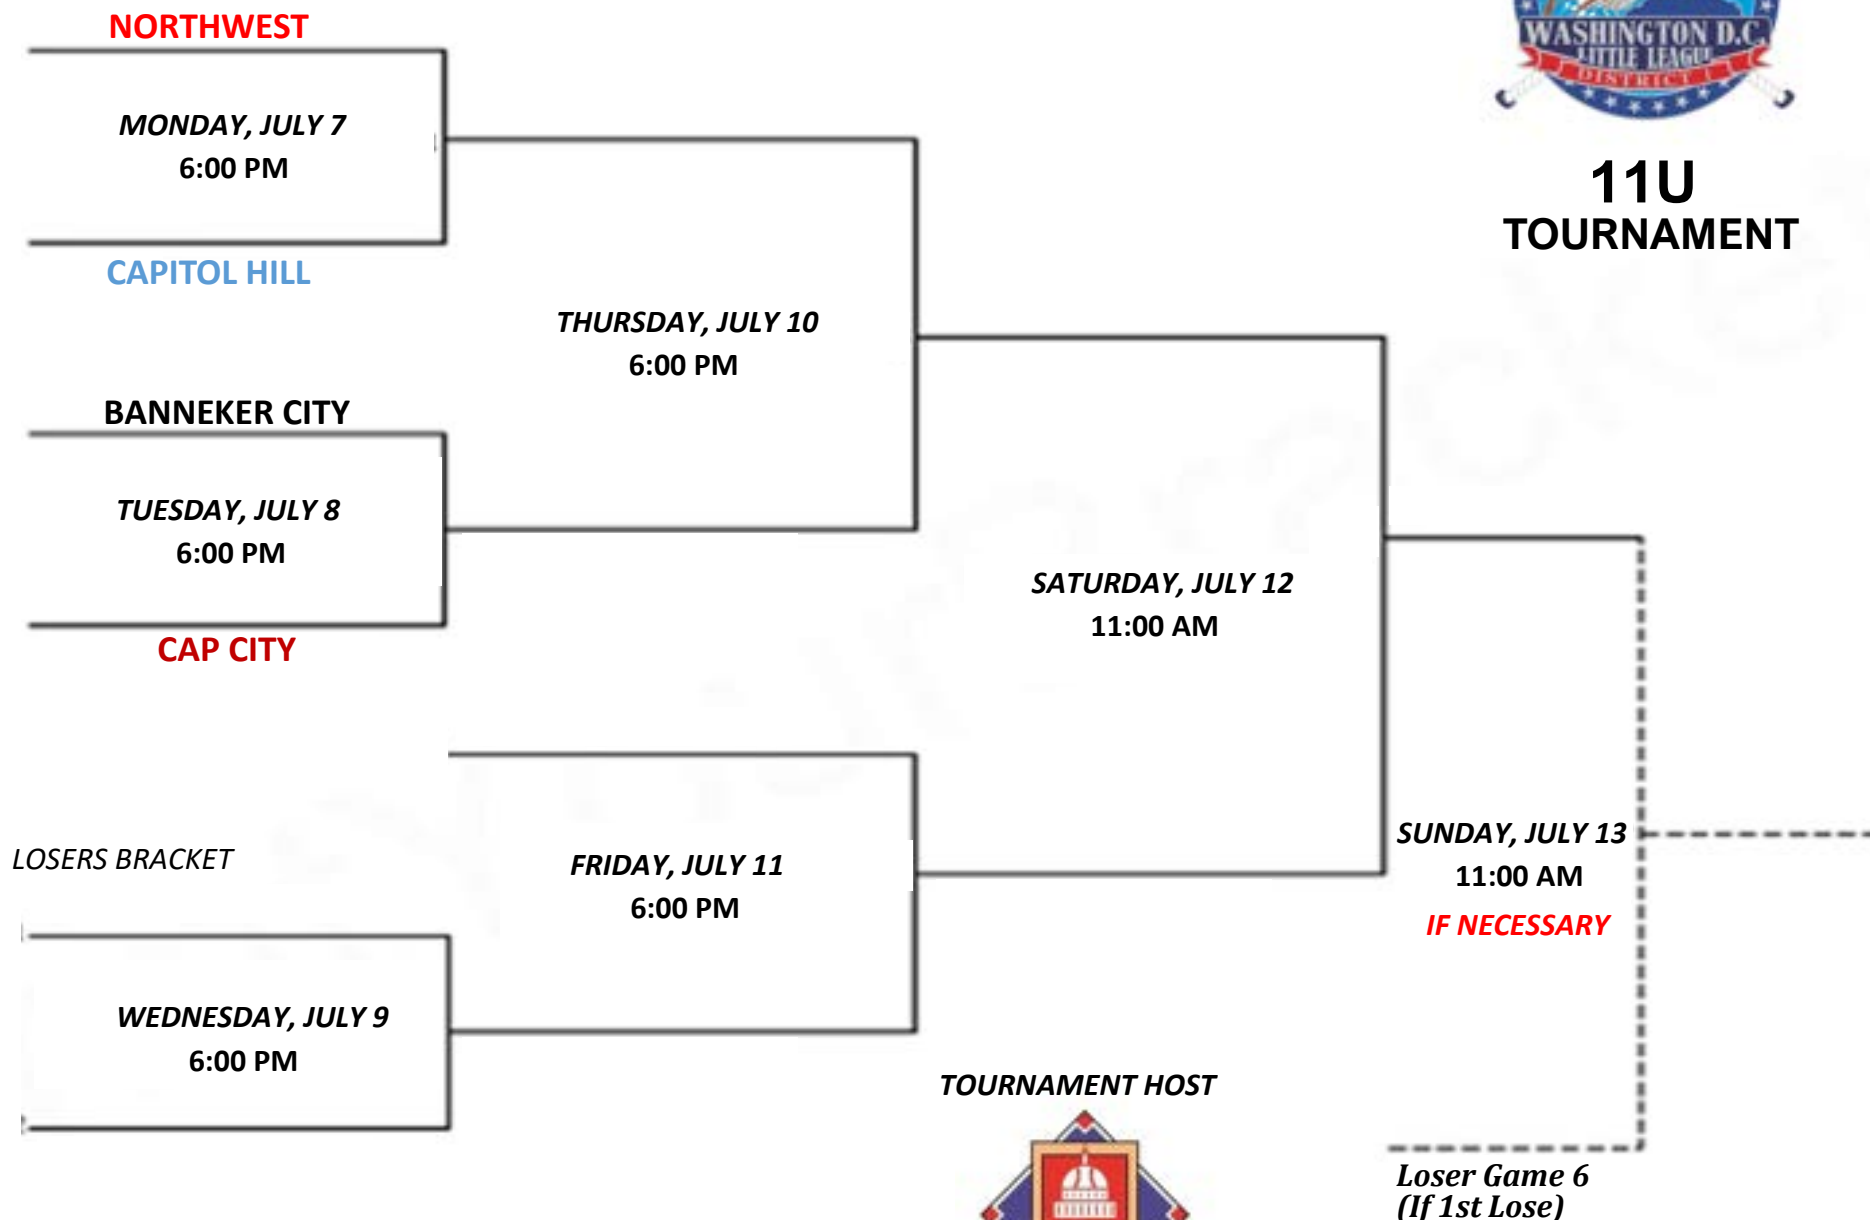 NORTHWEST
MONDAY, JULY 7
6:00 PM
CAPITOL HILL
WASHINGTON D.C.
LITTLE LEAGUE
DISTRICT 1
11U
TOURNAMENT
THURSDAY, JULY 10
6:00 PM
BANNEKER CITY
TUESDAY, JULY 8
6:00 PM
CAP CITY
SATURDAY, JULY 12
11:00 AM
LOSERS BRACKET
FRIDAY, JULY 11
6:00 PM
SUNDAY, JULY 13
11:00 AM
IF NECESSARY
WEDNESDAY, JULY 9
6:00 PM
TOURNAMENT HOST
Loser Game 6
(If 1st Lose)